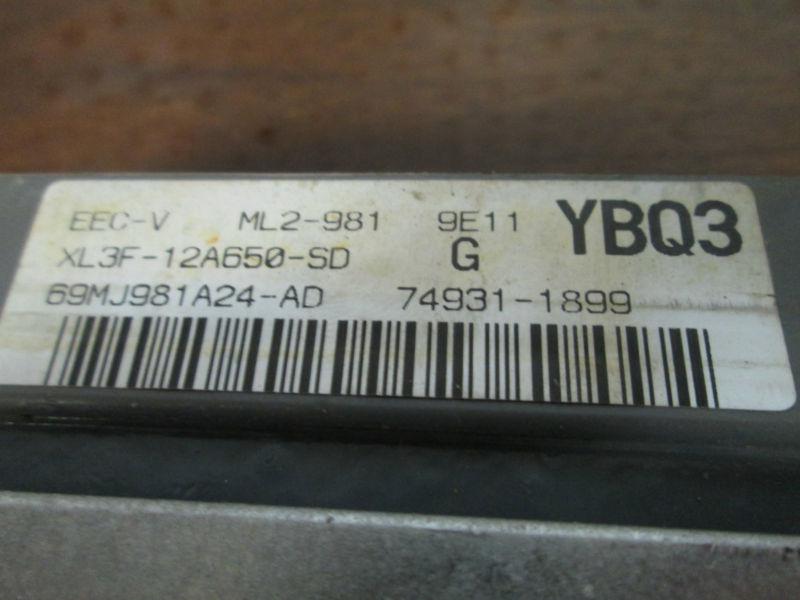 EEC-V ML2-981 9E11 YBQ3
XL3F-12A650-SD G
69MJ981A24-AD 74931-1899